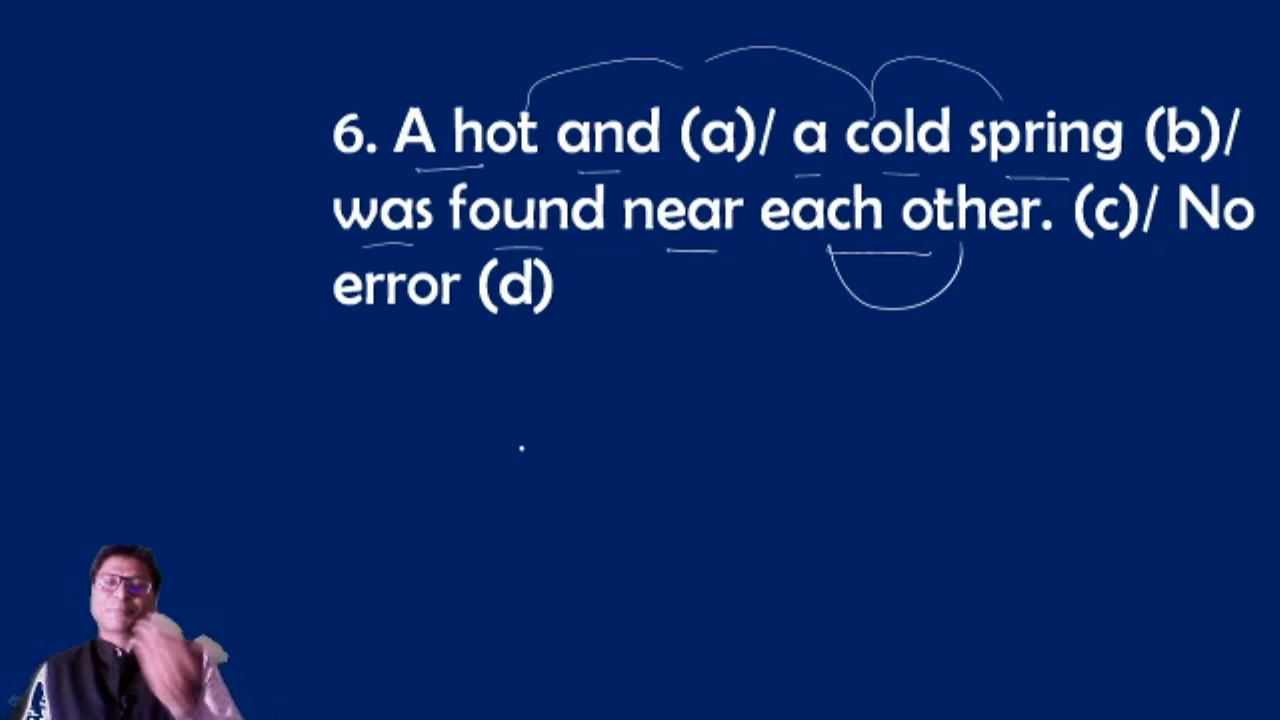 6. A hot and (a)/ a cold spring (b)/
was found near each other. (c)/ No
error (d)